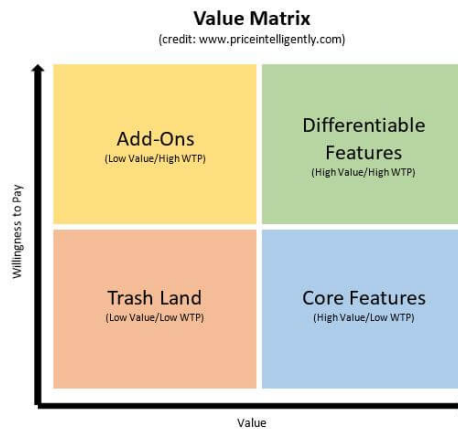 Value Matrix
(credit: www.priceintelligently.com)
Willingness to Pay
Add-Ons
(Low Value/High WTP)
Differentiable
Features
(High Value/High WTP)
Trash Land
(Low Value/Low WTP)
Core Features
(High Value/Low WTP)
Value